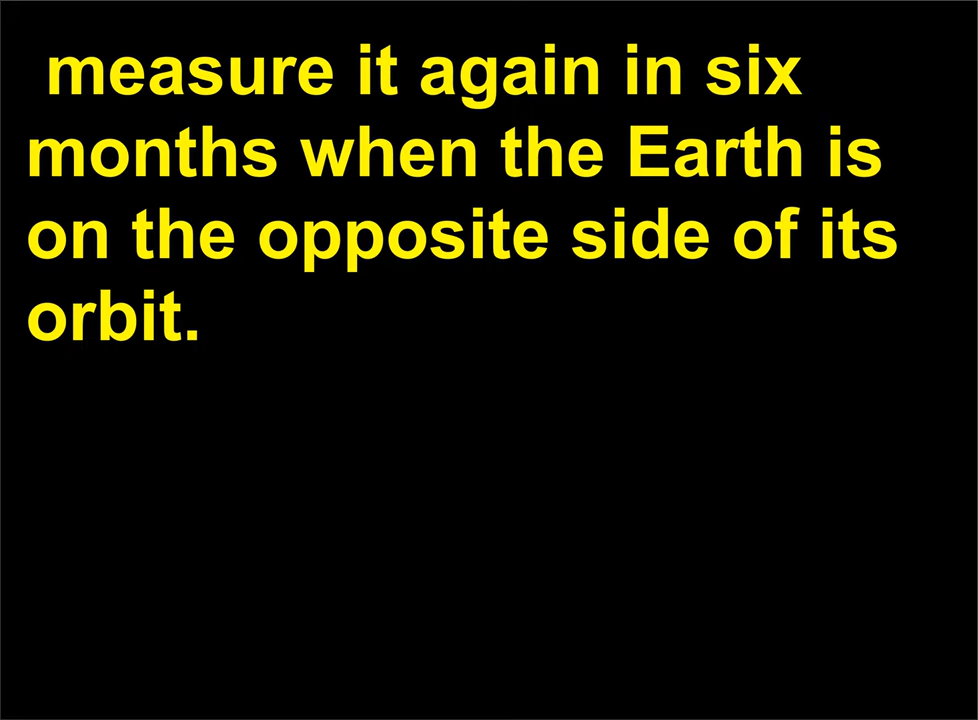 measure it again in six
months when the Earth is
on the opposite side of its
orbit.